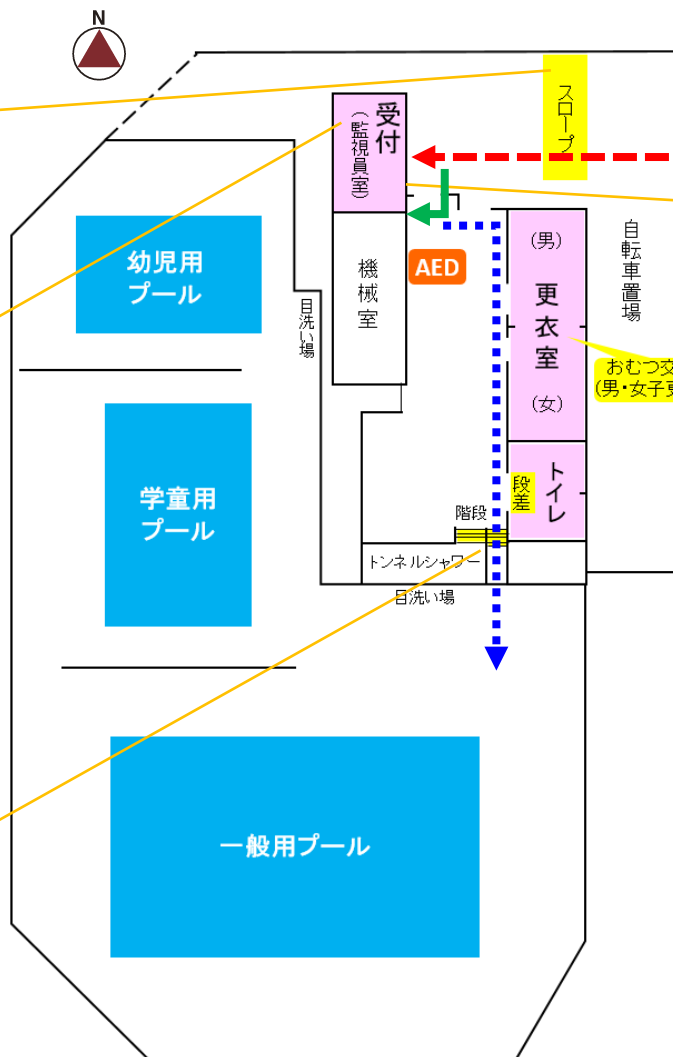 N
スロープ
受付
(監視員室)
幼児用
プール
AED
機械室
目洗い場
(男)
更衣室
(女)
自転車置場
おむつ交
(男・女子更
学童用
プール
段差
トイレ
階段
トンネルシャワー
目洗い場
一般用プール